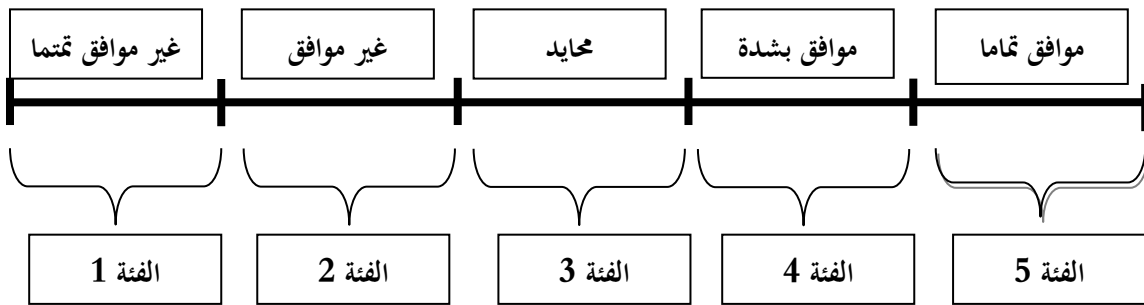 غير موافق تمتما
غير موافق
محايد
موافق بشدة
موافق تماما
الفئة 1
الفئة 2
الفئة 3
الفئة 4
الفئة 5